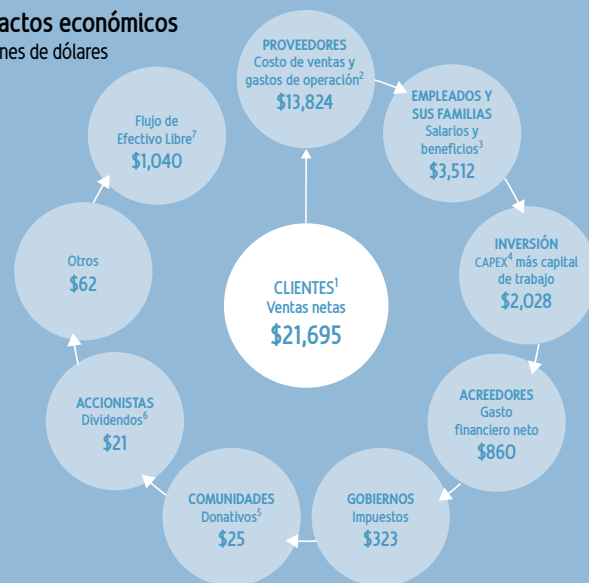 actos económicos
nes de dólares
PROVEEDORES
Costo de ventas y
gastos de operación2
$13,824
EMPLEADOS Y
SUS FAMILIAS
Salarios y
beneficios3
$3,512
INVERSIÓN
CAPEX4 más capital
de trabajo
$2,028
ACREEDORES
Gasto
financiero neto
$860
GOBIERNOS
Impuestos
$323
COMUNIDADES
Donativos5
$25
ACCIONISTAS
Dividendos6
$21
Otros
$62
Flujo de
Efectivo Libre7
$1,040
CLIENTES1
Ventas netas
$21,695